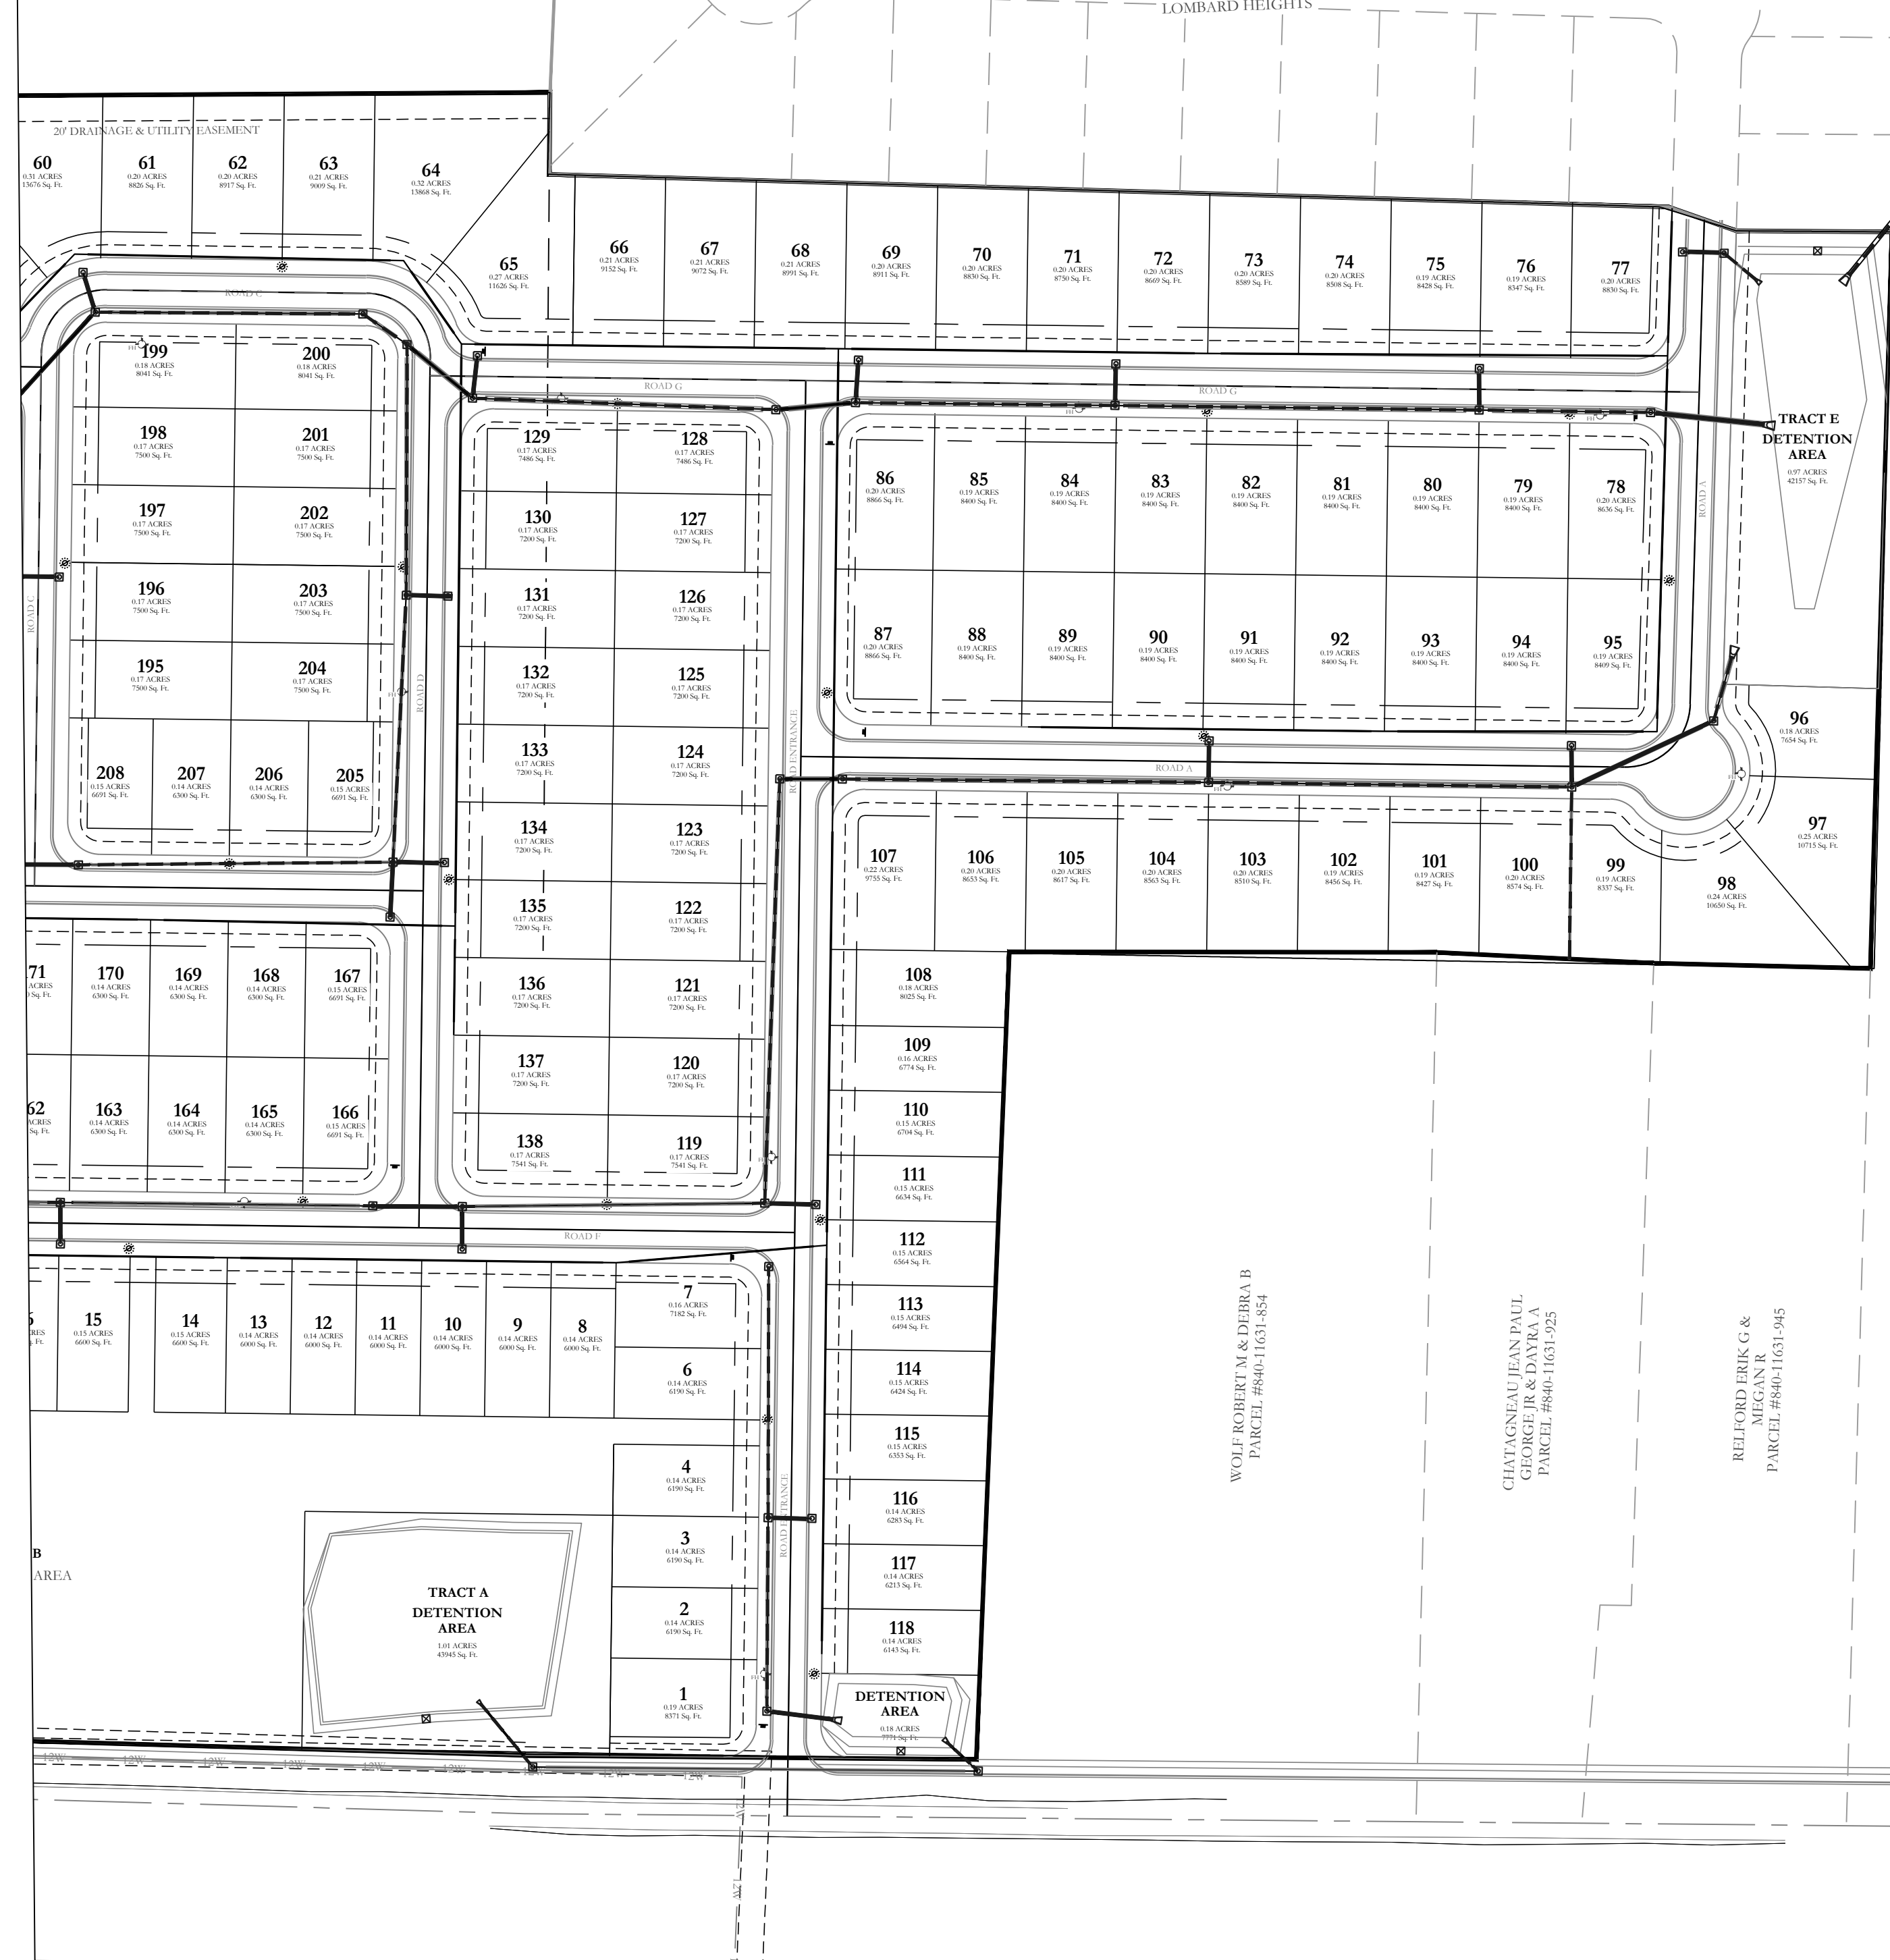 LOMBARD HEIGHTS
20' DRAINAGE & UTILITY EASEMENT
60
0.31 ACRES
13676 Sq. Ft.
61
0.20 ACRES
8826 Sq. Ft.
62
0.20 ACRES
8917 Sq. Ft.
63
0.21 ACRES
9009 Sq. Ft.
64
0.32 ACRES
13868 Sq. Ft.
65
0.27 ACRES
11626 Sq. Ft.
66
0.21 ACRES
9152 Sq. Ft.
67
0.21 ACRES
9072 Sq. Ft.
68
0.21 ACRES
8991 Sq. Ft.
69
0.20 ACRES
8911 Sq. Ft.
70
0.20 ACRES
8830 Sq. Ft.
71
0.20 ACRES
8750 Sq. Ft.
72
0.20 ACRES
8669 Sq. Ft.
73
0.20 ACRES
8589 Sq. Ft.
74
0.20 ACRES
8508 Sq. Ft.
75
0.19 ACRES
8428 Sq. Ft.
76
0.19 ACRES
8347 Sq. Ft.
77
0.20 ACRES
8830 Sq. Ft.
ROAD C
ROAD G
ROAD G
199
0.18 ACRES
8041 Sq. Ft.
200
0.18 ACRES
8041 Sq. Ft.
198
0.17 ACRES
7500 Sq. Ft.
201
0.17 ACRES
7500 Sq. Ft.
197
0.17 ACRES
7500 Sq. Ft.
202
0.17 ACRES
7500 Sq. Ft.
196
0.17 ACRES
7500 Sq. Ft.
203
0.17 ACRES
7500 Sq. Ft.
195
0.17 ACRES
7500 Sq. Ft.
204
0.17 ACRES
7500 Sq. Ft.
208
0.15 ACRES
6691 Sq. Ft.
207
0.14 ACRES
6300 Sq. Ft.
206
0.14 ACRES
6300 Sq. Ft.
205
0.15 ACRES
6691 Sq. Ft.
ROAD C
ROAD D
129
0.17 ACRES
7486 Sq. Ft.
128
0.17 ACRES
7486 Sq. Ft.
130
0.17 ACRES
7200 Sq. Ft.
127
0.17 ACRES
7200 Sq. Ft.
131
0.17 ACRES
7200 Sq. Ft.
126
0.17 ACRES
7200 Sq. Ft.
132
0.17 ACRES
7200 Sq. Ft.
125
0.17 ACRES
7200 Sq. Ft.
133
0.17 ACRES
7200 Sq. Ft.
124
0.17 ACRES
7200 Sq. Ft.
134
0.17 ACRES
7200 Sq. Ft.
123
0.17 ACRES
7200 Sq. Ft.
135
0.17 ACRES
7200 Sq. Ft.
122
0.17 ACRES
7200 Sq. Ft.
136
0.17 ACRES
7200 Sq. Ft.
121
0.17 ACRES
7200 Sq. Ft.
137
0.17 ACRES
7200 Sq. Ft.
120
0.17 ACRES
7200 Sq. Ft.
138
0.17 ACRES
7541 Sq. Ft.
119
0.17 ACRES
7541 Sq. Ft.
ROAD ENTRANCE
86
0.20 ACRES
8866 Sq. Ft.
85
0.19 ACRES
8400 Sq. Ft.
84
0.19 ACRES
8400 Sq. Ft.
83
0.19 ACRES
8400 Sq. Ft.
82
0.19 ACRES
8400 Sq. Ft.
81
0.19 ACRES
8400 Sq. Ft.
80
0.19 ACRES
8400 Sq. Ft.
79
0.19 ACRES
8400 Sq. Ft.
78
0.20 ACRES
8636 Sq. Ft.
ROAD A
TRACT E
DETENTION
AREA
0.97 ACRES
42157 Sq. Ft.
87
0.20 ACRES
8866 Sq. Ft.
88
0.19 ACRES
8400 Sq. Ft.
89
0.19 ACRES
8400 Sq. Ft.
90
0.19 ACRES
8400 Sq. Ft.
91
0.19 ACRES
8400 Sq. Ft.
92
0.19 ACRES
8400 Sq. Ft.
93
0.19 ACRES
8400 Sq. Ft.
94
0.19 ACRES
8400 Sq. Ft.
95
0.19 ACRES
8409 Sq. Ft.
96
0.18 ACRES
7654 Sq. Ft.
ROAD A
97
0.25 ACRES
10715 Sq. Ft.
107
0.22 ACRES
9755 Sq. Ft.
106
0.20 ACRES
8653 Sq. Ft.
105
0.20 ACRES
8617 Sq. Ft.
104
0.20 ACRES
8563 Sq. Ft.
103
0.20 ACRES
8510 Sq. Ft.
102
0.19 ACRES
8456 Sq. Ft.
101
0.19 ACRES
8427 Sq. Ft.
100
0.20 ACRES
8574 Sq. Ft.
99
0.19 ACRES
8337 Sq. Ft.
98
0.24 ACRES
10650 Sq. Ft.
71
ACRES
Sq. Ft.
170
0.14 ACRES
6300 Sq. Ft.
169
0.14 ACRES
6300 Sq. Ft.
168
0.14 ACRES
6300 Sq. Ft.
167
0.15 ACRES
6691 Sq. Ft.
62
ACRES
Sq. Ft.
163
0.14 ACRES
6300 Sq. Ft.
164
0.14 ACRES
6300 Sq. Ft.
165
0.14 ACRES
6300 Sq. Ft.
166
0.15 ACRES
6691 Sq. Ft.
108
0.18 ACRES
8025 Sq. Ft.
109
0.16 ACRES
6774 Sq. Ft.
110
0.15 ACRES
6704 Sq. Ft.
111
0.15 ACRES
6634 Sq. Ft.
112
0.15 ACRES
6564 Sq. Ft.
113
0.15 ACRES
6494 Sq. Ft.
114
0.15 ACRES
6424 Sq. Ft.
115
0.15 ACRES
6353 Sq. Ft.
116
0.14 ACRES
6283 Sq. Ft.
117
0.14 ACRES
6213 Sq. Ft.
118
0.14 ACRES
6143 Sq. Ft.
ROAD F
15
0.15 ACRES
6600 Sq. Ft.
14
0.15 ACRES
6600 Sq. Ft.
13
0.14 ACRES
6000 Sq. Ft.
12
0.14 ACRES
6000 Sq. Ft.
11
0.14 ACRES
6000 Sq. Ft.
10
0.14 ACRES
6000 Sq. Ft.
9
0.14 ACRES
6000 Sq. Ft.
8
0.14 ACRES
6000 Sq. Ft.
7
0.16 ACRES
7182 Sq. Ft.
6
0.14 ACRES
6190 Sq. Ft.
4
0.14 ACRES
6190 Sq. Ft.
3
0.14 ACRES
6190 Sq. Ft.
2
0.14 ACRES
6190 Sq. Ft.
1
0.19 ACRES
8371 Sq. Ft.
ROAD ENTRANCE
B
AREA
TRACT A
DETENTION
AREA
1.01 ACRES
43945 Sq. Ft.
DETENTION
AREA
0.18 ACRES
7771 Sq. Ft.
WOLF ROBERT M & DEBRA B
PARCEL #840-11631-854
CHATAGNEAU JEAN PAUL
GEORGE JR & DAYRA A
PARCEL #840-11631-925
RELFORD ERIK G &
MEGAN R
PARCEL #840-11631-945
12W
12W
12W
12W
12W
12W
12W
12W
12W
12W
12W